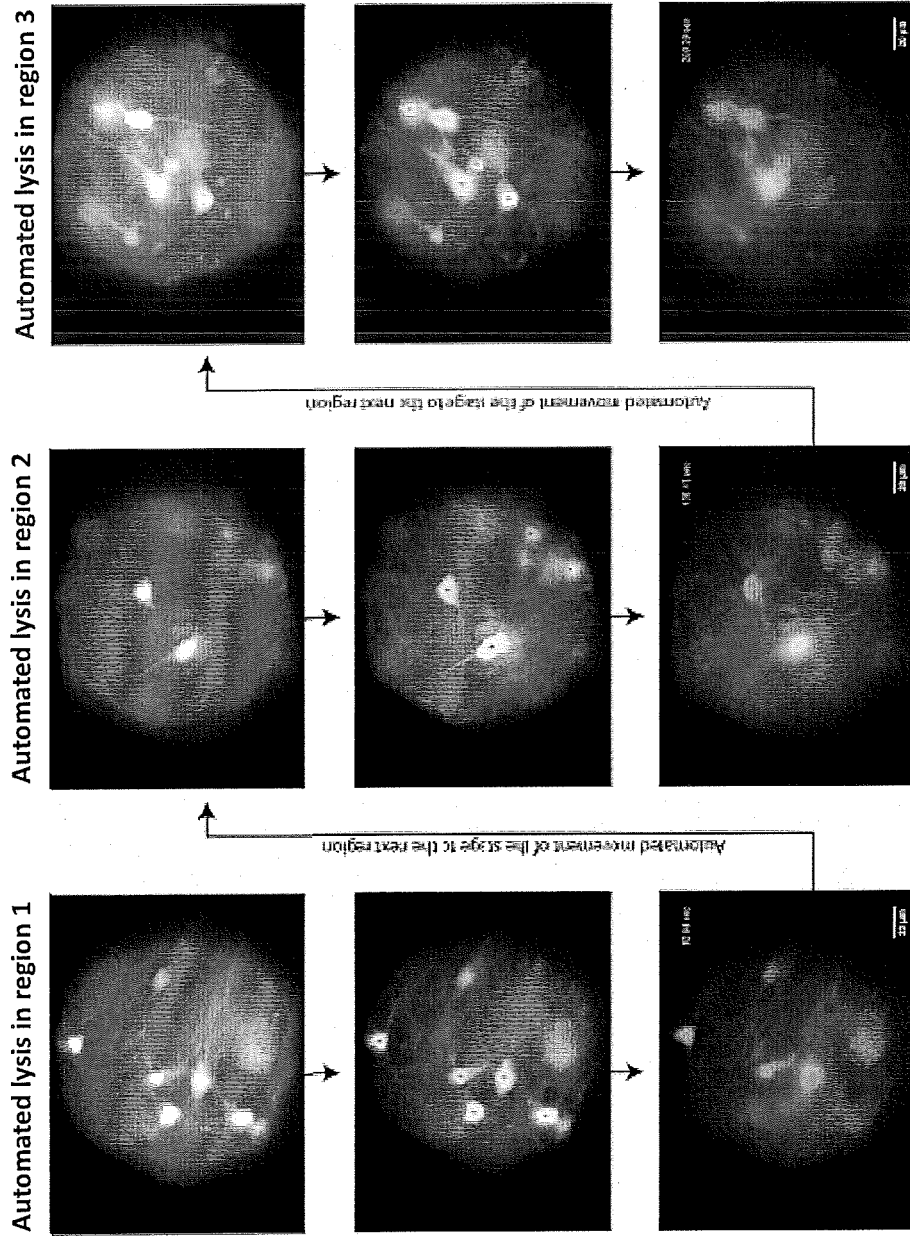 Automated lysis in region 1
Automated movement of the stage to the next region
Automated lysis in region 2
Automated movement of the stage to the next region
Automated lysis in region 3